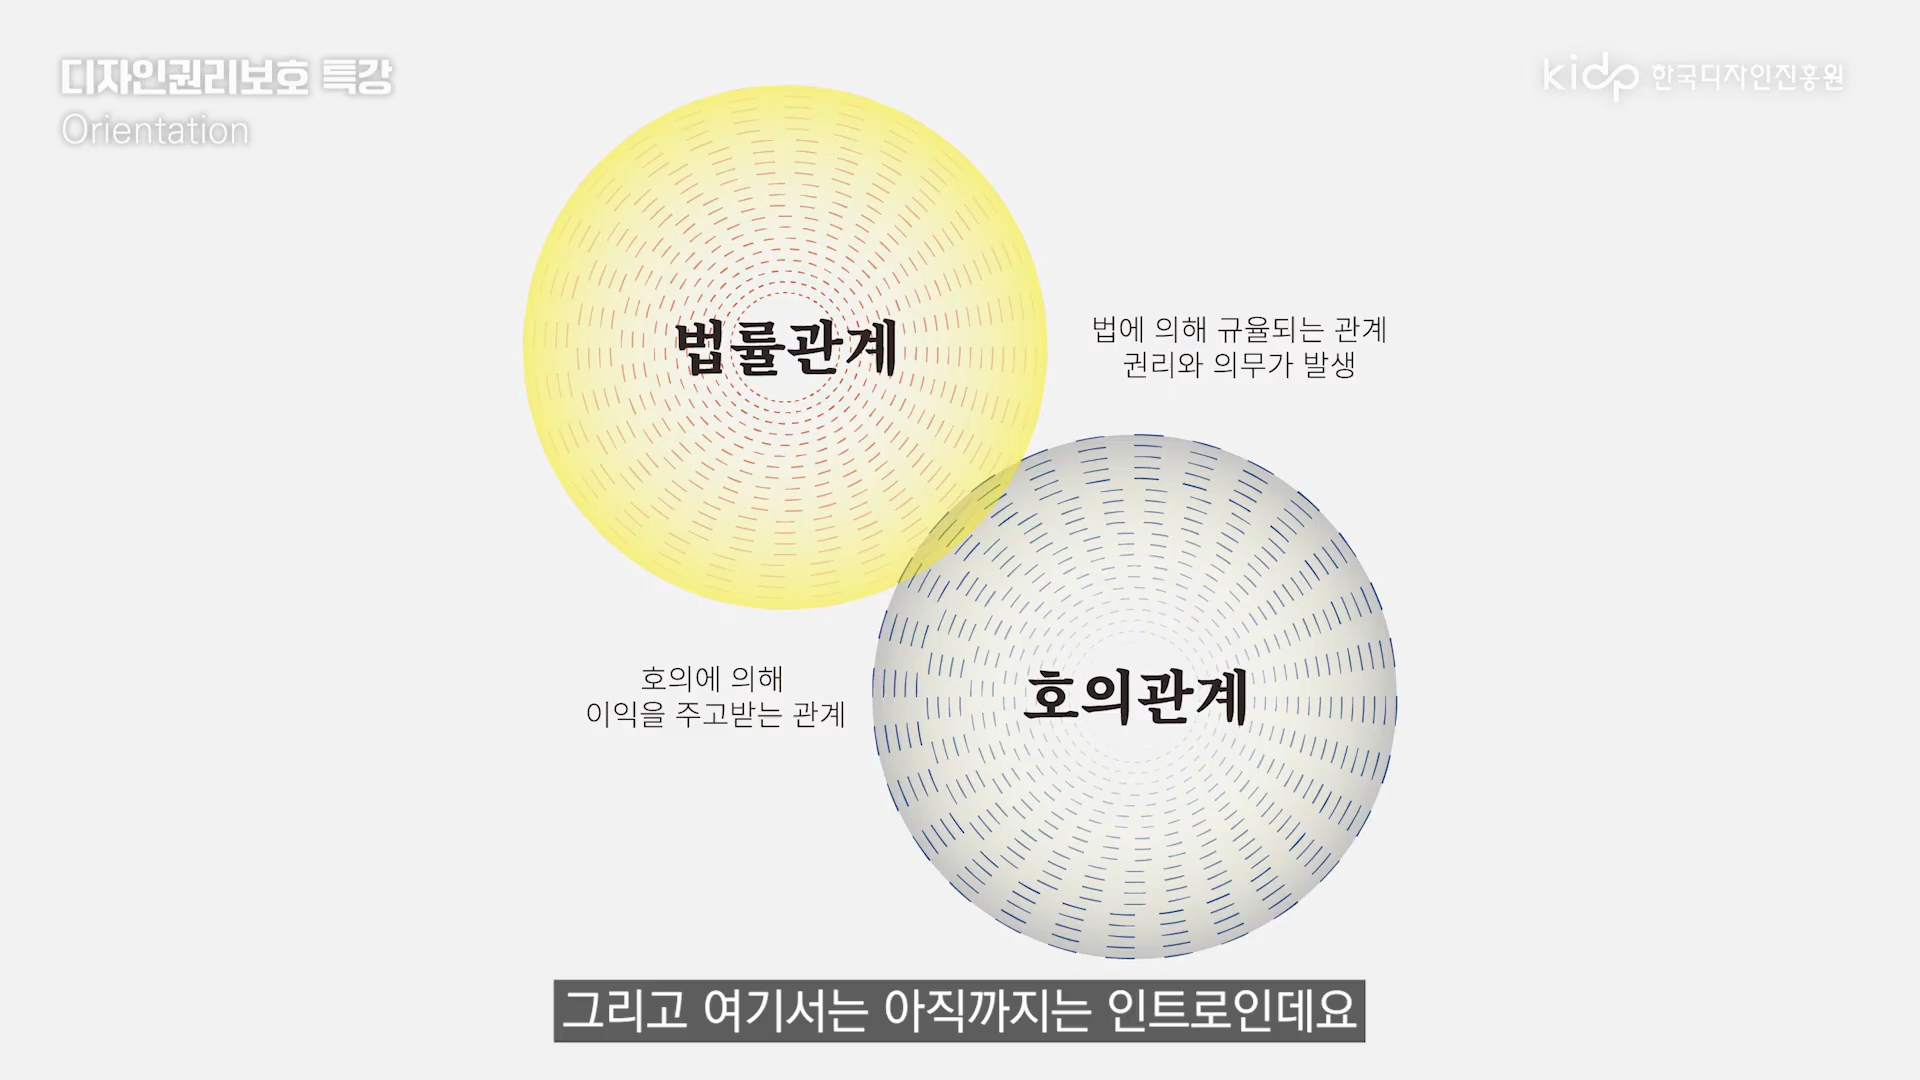 디자인권리보호 특강
Orientation
kidp 한국디자인진흥원
법률관계
법에 의해 규율되는 관계
권리와 의무가 발생
호의에 의해
이익을 주고받는 관계
호의관계
그리고 여기서는 아직까지는 인트로인데요